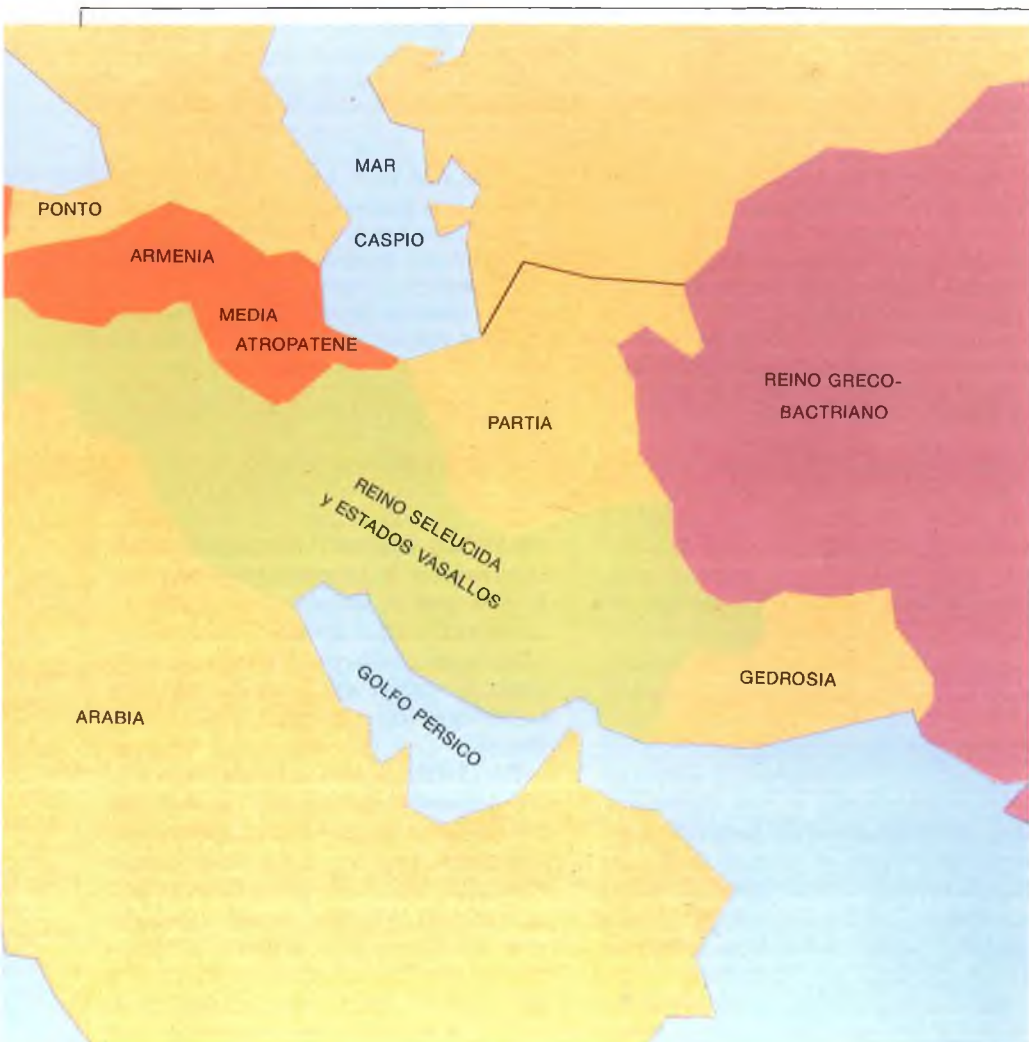 MAR
CASPIO
PONTO
ARMENIA
MEDIA
ATROPATENE
PARTIA
REINO GRECO-
BACTRIANO
REINO SELEUCIDA
y ESTADOS VASALLOS
GEDROSIA
GOLFO PERSICO
ARABIA